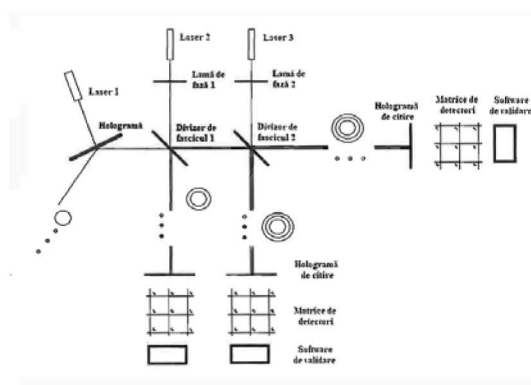 Laser 2
Laser 3
Laser 1
Lamă de
fază 1
Lamă de
fază 2
Hologramă
Divizor de
fascicul 1
Divizor de
fascicul 2
Hologramă
de citire
Matrice de
detectori
Software
de validare
Hologramă
de citire
Matrice de
detectori
Software
de validare